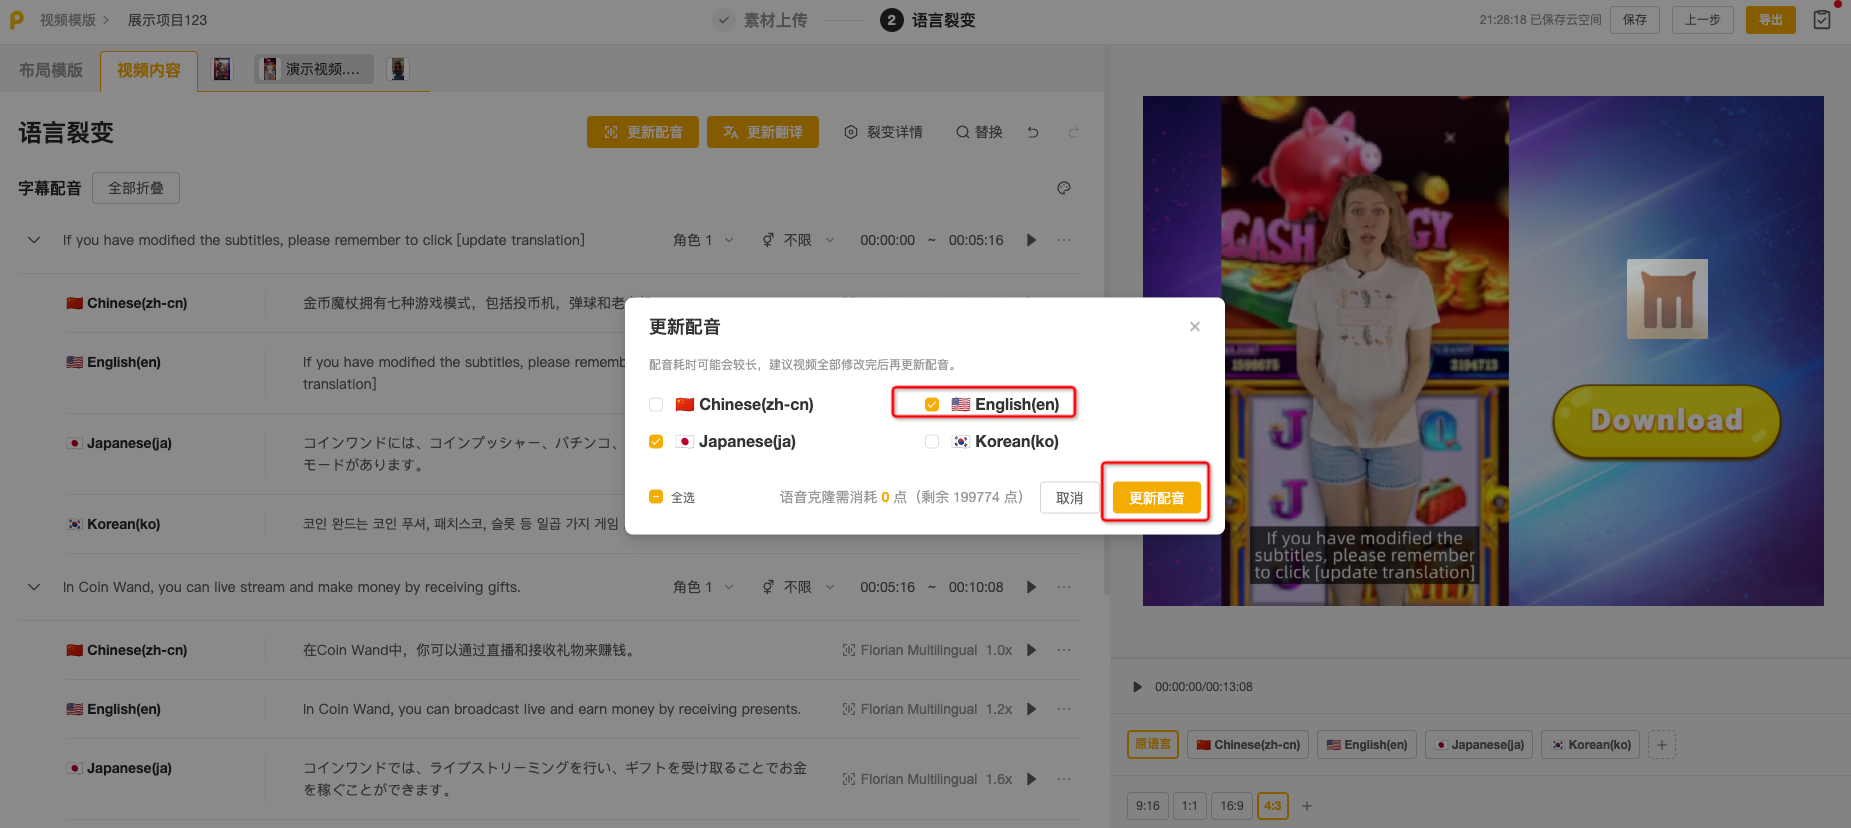 视频模版
展示项目123
素材上传
2 语言裂变
21:28:18 已保存云空间
保存
上一步
导出
布局模版
视频内容
演示视频....
语言裂变
更新配音
更新翻译
裂变详情
替换
字幕配音
全部折叠
If you have modified the subtitles, please remember to click [update translation]
角色 1
不限
00:00:00 ~ 00:05:16
Chinese(zh-cn)
金币魔杖拥有七种游戏模式，包括投币机，弹球和老
English(en)
If you have modified the subtitles, please rememb
translation]
Japanese(ja)
コインワンドには、コインプッシャー、パチンコ、
モードがあります。
Korean(ko)
코인 완드는 코인 푸셔, 패치스코, 슬롯 등 일곱 가지 게임
In Coin Wand, you can live stream and make money by receiving gifts.
角色 1
不限
00:05:16 ~ 00:10:08
Chinese(zh-cn)
在Coin Wand中，你可以通过直播和接收礼物来赚钱。
Florian Multilingual 1.0x
English(en)
In Coin Wand, you can broadcast live and earn money by receiving presents.
Florian Multilingual 1.2x
Japanese(ja)
コインワンドでは、ライブストリーミングを行い、ギフトを受け取ることでお金
を稼ぐことができます。
Florian Multilingual 1.6x
更新配音
配音耗时可能会较长，建议视频全部修改完后再更新配音。
Chinese(zh-cn)
English(en)
Japanese(ja)
Korean(ko)
全选
语音克隆需消耗 0 点（剩余 199774 点）
取消
更新配音
CASH
GY
1599875
3194713
J
J
Q
Download
If you have modified the
subtitles, please remember
to click [update translation]
00:00:00/00:13:08
原语言
Chinese(zh-cn)
English(en)
Japanese(ja)
Korean(ko)
9:16
1:1
16:9
4:3